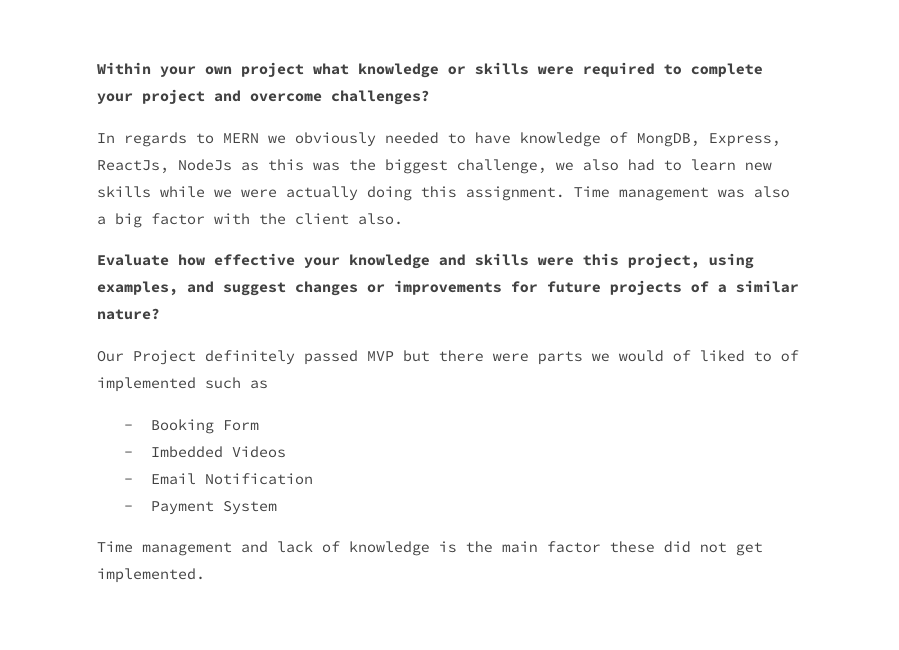 Within your own project what knowledge or skills were required to complete
your project and overcome challenges?
In regards to MERN we obviously needed to have knowledge of MongDB, Express,
ReactJs, NodeJs as this was the biggest challenge, we also had to learn new
skills while we were actually doing this assignment. Time management was also
a big factor with the client also.
Evaluate how effective your knowledge and skills were this project, using
examples, and suggest changes or improvements for future projects of a similar
nature?
Our Project definitely passed MVP but there were parts we would of liked to of
implemented such as
- Booking Form
- Imbedded Videos
- Email Notification
- Payment System
Time management and lack of knowledge is the main factor these did not get
implemented.